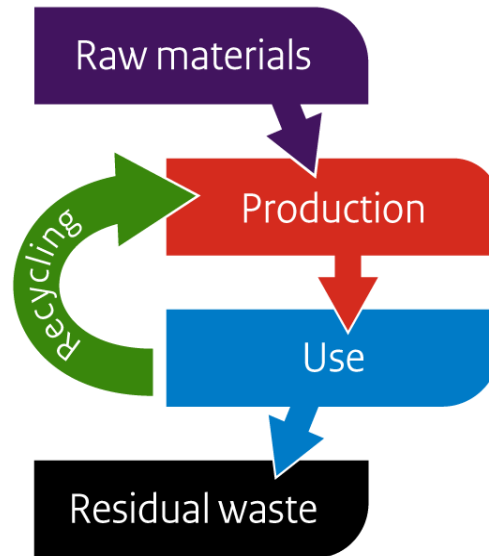 Raw materials
Production
Recycling
Use
Residual waste